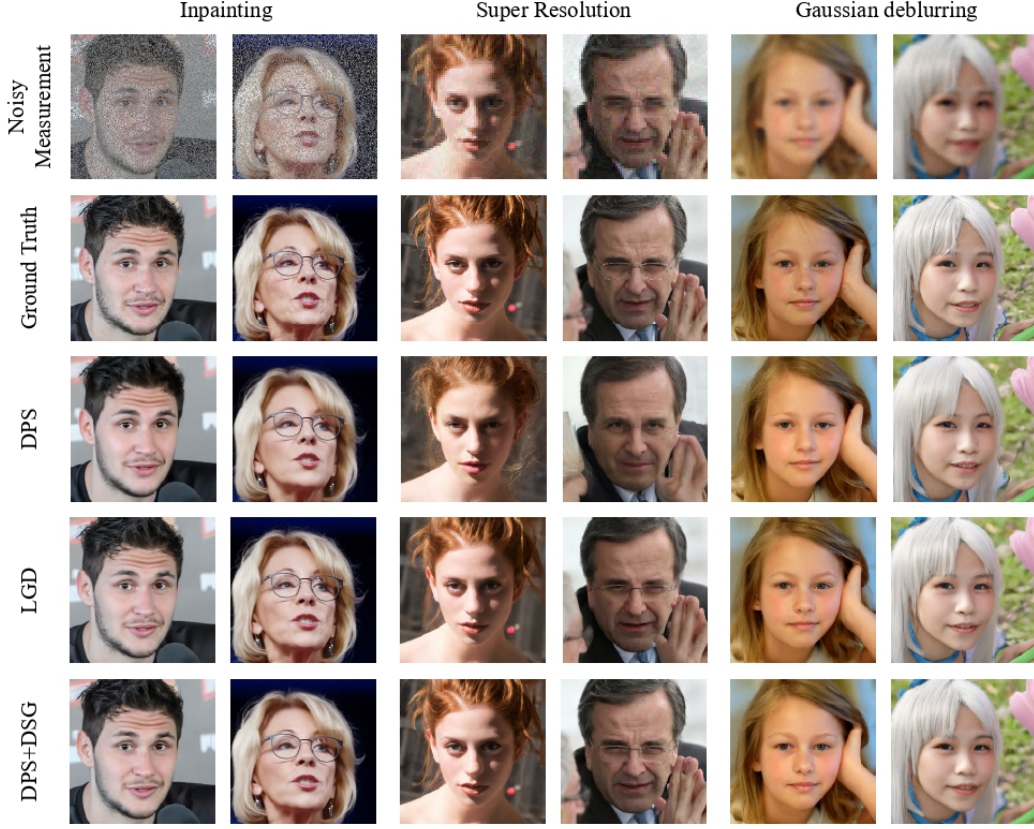 Inpainting
Super Resolution
Gaussian deblurring
Noisy
Measurement
Ground Truth
DPS
LGD
DPS+DSG